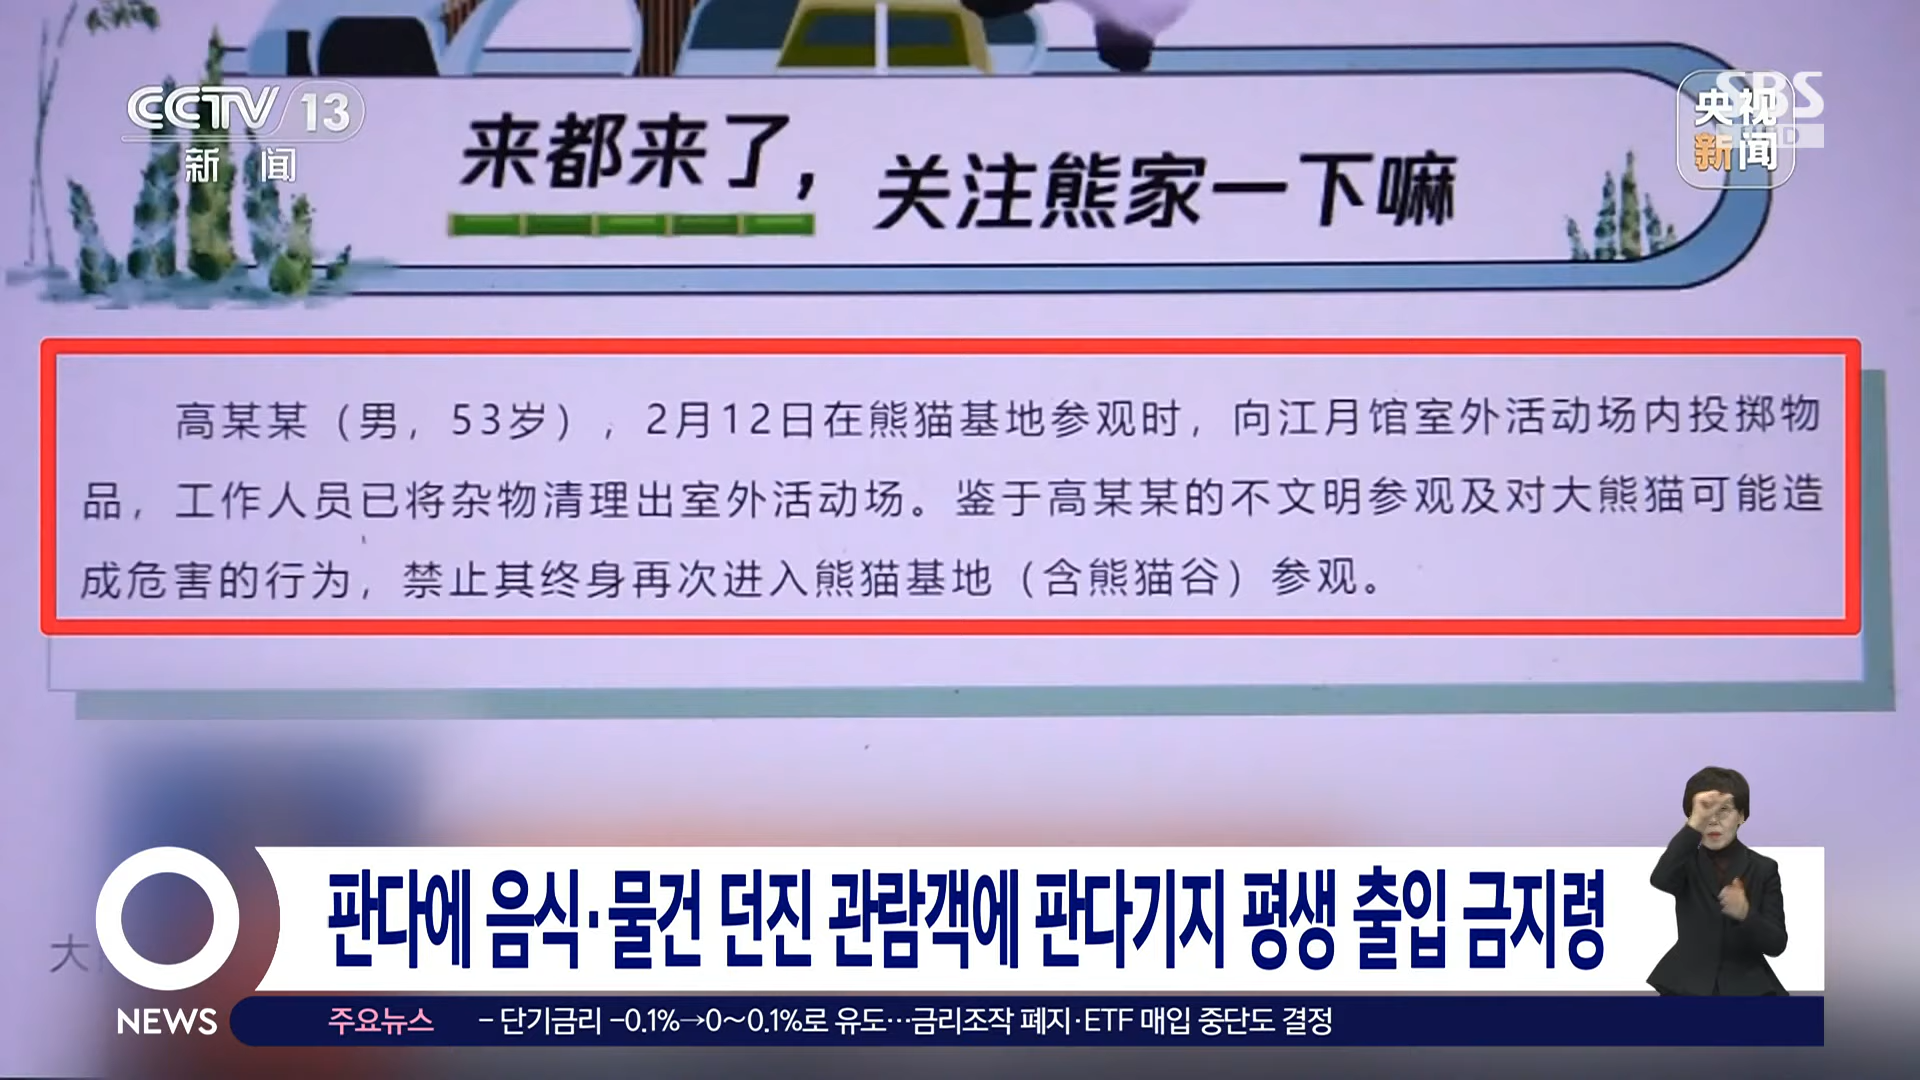 CCTV 13
新闻
SBS
HD
央视
新闻
来都来了,
关注熊家一下嘛
高某某（男，53岁），2月12日在熊猫基地参观时，向江月馆室外活动场内投掷物
品，工作人员已将杂物清理出室外活动场。鉴于高某某的不文明参观及对大熊猫可能造
成危害的行为，禁止其终身再次进入熊猫基地（含熊猫谷）参观。
大
판다에 음식·물건 던진 관람객에 판다기지 평생 출입 금지령
NEWS
주요뉴스 - 단기금리 -0.1%→0~0.1%로 유도…금리조작 폐지·ETF 매입 중단도 결정